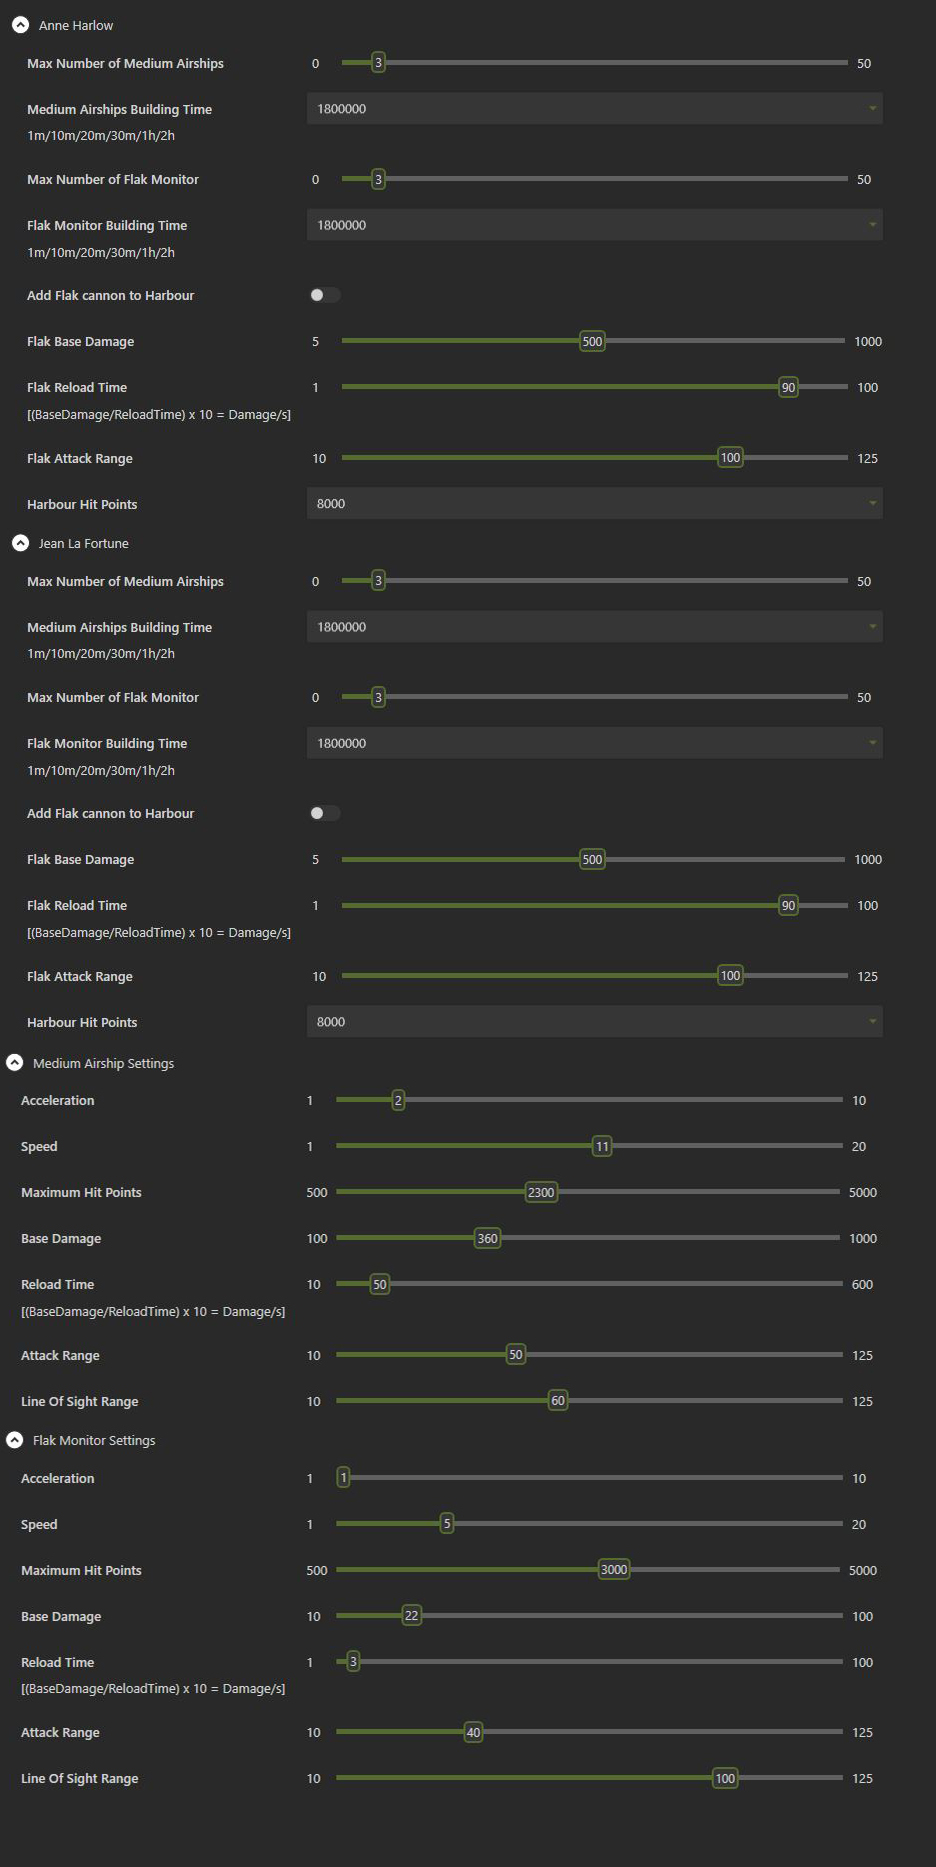 Anne Harlow
Max Number of Medium Airships 0 3 50
Medium Airships Building Time 1800000
1m/10m/20m/30m/1h/2h
Max Number of Flak Monitor 0 3 50
Flak Monitor Building Time 1800000
1m/10m/20m/30m/1h/2h
Add Flak cannon to Harbour
Flak Base Damage 5 500 1000
Flak Reload Time 1 90 100
[(BaseDamage/ReloadTime) x 10 = Damage/s]
Flak Attack Range 10 100 125
Harbour Hit Points 8000
Jean La Fortune
Max Number of Medium Airships 0 3 50
Medium Airships Building Time 1800000
1m/10m/20m/30m/1h/2h
Max Number of Flak Monitor 0 3 50
Flak Monitor Building Time 1800000
1m/10m/20m/30m/1h/2h
Add Flak cannon to Harbour
Flak Base Damage 5 500 1000
Flak Reload Time 1 90 100
[(BaseDamage/ReloadTime) x 10 = Damage/s]
Flak Attack Range 10 100 125
Harbour Hit Points 8000
Medium Airship Settings
Acceleration 1 2 10
Speed 1 11 20
Maximum Hit Points 500 2300 5000
Base Damage 100 360 1000
Reload Time 10 50 600
[(BaseDamage/ReloadTime) x 10 = Damage/s]
Attack Range 10 50 125
Line Of Sight Range 10 60 125
Flak Monitor Settings
Acceleration 1 1 10
Speed 1 5 20
Maximum Hit Points 500 3000 5000
Base Damage 10 22 100
Reload Time 1 3 100
[(BaseDamage/ReloadTime) x 10 = Damage/s]
Attack Range 10 40 125
Line Of Sight Range 10 100 125